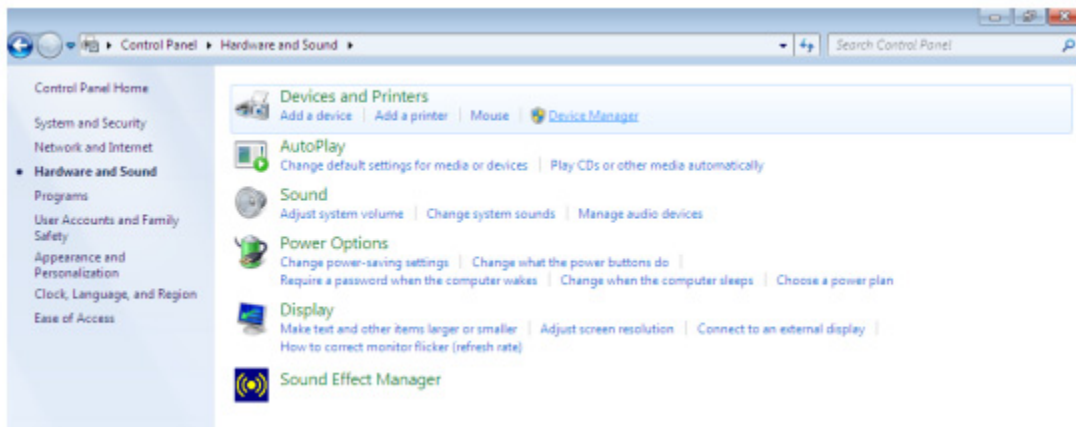 Control Panel ▸ Hardware and Sound ▸
Search Control Panel
Control Panel Home
System and Security
Network and Internet
Hardware and Sound
Programs
User Accounts and Family
Safety
Appearance and
Personalization
Clock, Language, and Region
Ease of Access
Devices and Printers
Add a device | Add a printer | Mouse | Device Manager
AutoPlay
Change default settings for media or devices | Play CDs or other media automatically
Sound
Adjust system volume | Change system sounds | Manage audio devices
Power Options
Change power-saving settings | Change what the power buttons do |
Require a password when the computer wakes | Change when the computer sleeps | Choose a power plan
Display
Make text and other items larger or smaller | Adjust screen resolution | Connect to an external display |
How to correct monitor flicker (refresh rate)
Sound Effect Manager